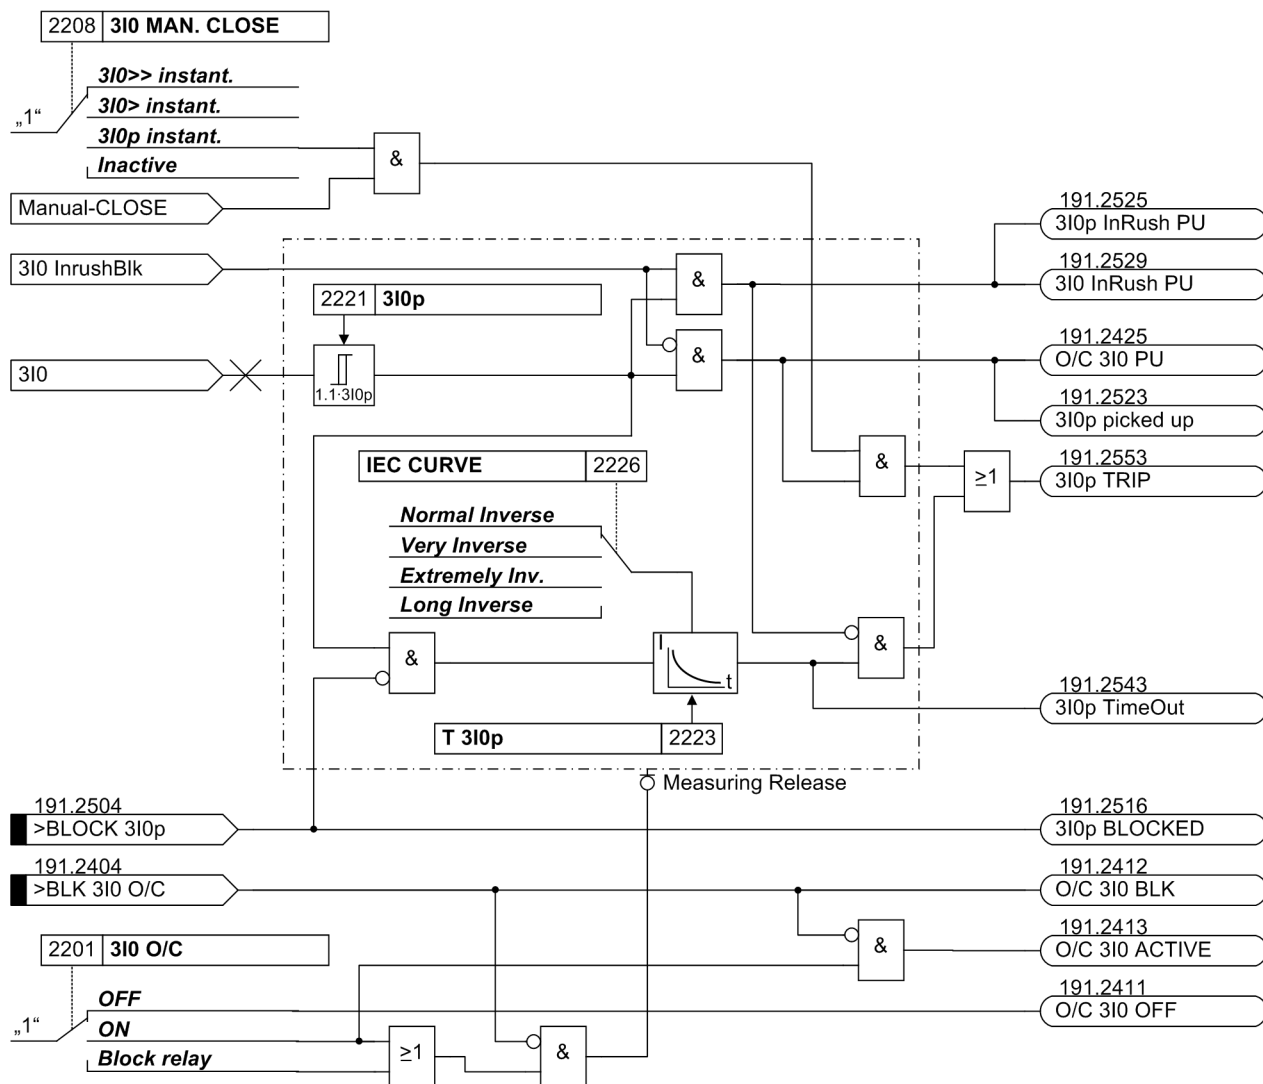 2208 3I0 MAN. CLOSE
3I0>> instant.
3I0> instant.
„1“
3I0p instant.
Inactive
&
Manual-CLOSE
191.2525
3I0p InRush PU
3I0 InrushBlk
&
191.2529
3I0 InRush PU
2221 3I0p
191.2425
&
O/C 3I0 PU
3I0
1.1·3I0p
191.2523
3I0p picked up
IEC CURVE 2226
&
≥1
191.2553
3I0p TRIP
Normal Inverse
Very Inverse
Extremely Inv.
Long Inverse
&
I
t
&
191.2543
3I0p TimeOut
T 3I0p 2223
Measuring Release
191.2504
>BLOCK 3I0p
191.2516
3I0p BLOCKED
191.2404
>BLK 3I0 O/C
191.2412
O/C 3I0 BLK
2201 3I0 O/C
&
191.2413
O/C 3I0 ACTIVE
OFF
191.2411
O/C 3I0 OFF
„1“
ON
Block relay
≥1
&